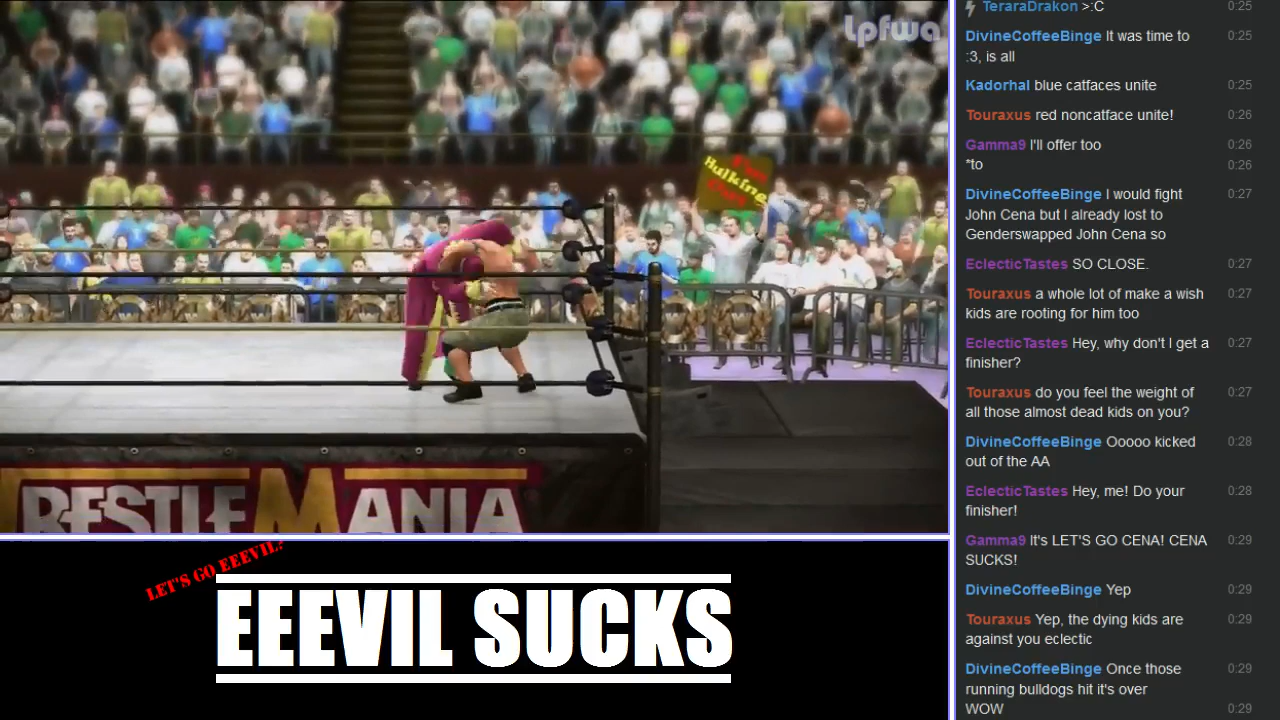 lpfwa
I'm
Hulking
Out
RESTLEMANIA
LET'S GO EEEVIL?
EEEVIL SUCKS
TeraraDrakon >:C 0:25
DivineCoffeeBinge It was time to 0:25
:3, is all
Kadorhal blue catfaces unite 0:25
Touraxus red noncatface unite! 0:26
Gamma9 I'll offer too 0:26
*to 0:26
DivineCoffeeBinge I would fight 0:27
John Cena but I already lost to
Genderswapped John Cena so
EclecticTastes SO CLOSE. 0:27
Touraxus a whole lot of make a wish 0:27
kids are rooting for him too
EclecticTastes Hey, why don't I get a 0:27
finisher?
Touraxus do you feel the weight of 0:27
all those almost dead kids on you?
DivineCoffeeBinge Ooooo kicked 0:28
out of the AA
EclecticTastes Hey, me! Do your 0:28
finisher!
Gamma9 It's LET'S GO CENA! CENA 0:29
SUCKS!
DivineCoffeeBinge Yep 0:29
Touraxus Yep, the dying kids are 0:29
against you eclectic
DivineCoffeeBinge Once those 0:29
running bulldogs hit it's over
WOW 0:29